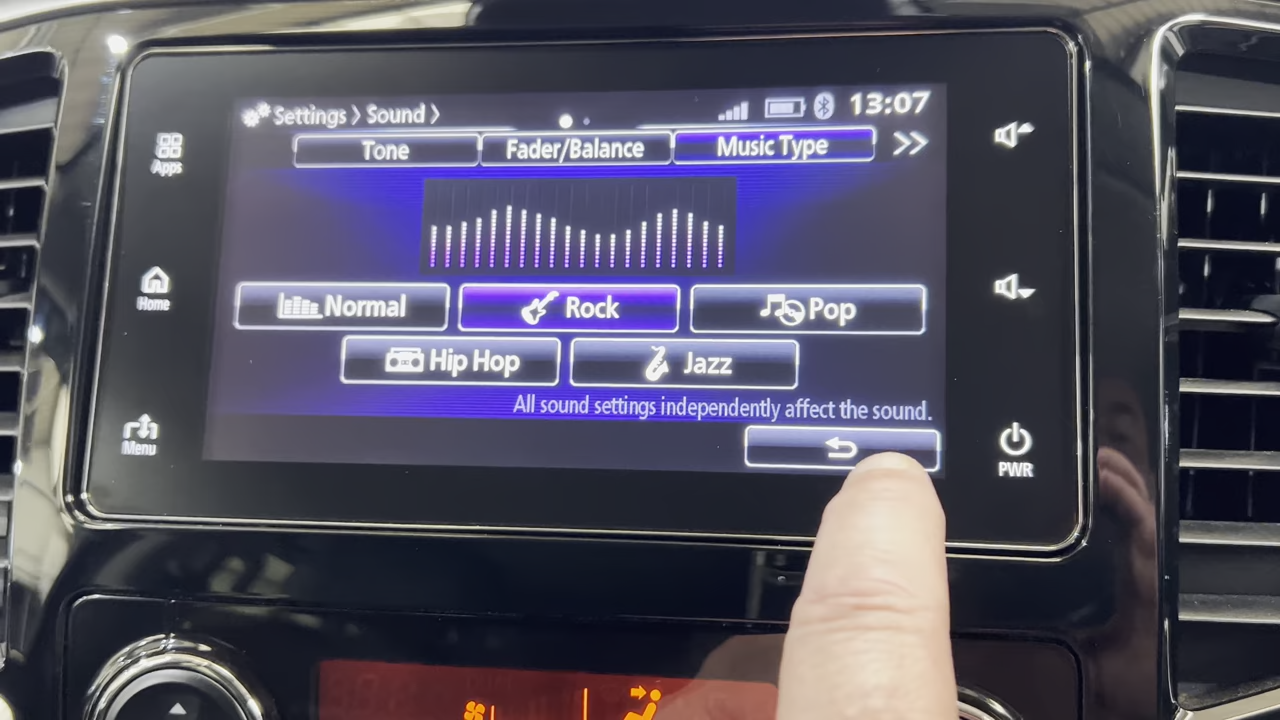 Settings > Sound >
13:07
Tone
Fader/Balance
Music Type
>>
Normal
Rock
Pop
Hip Hop
Jazz
All sound settings independently affect the sound.
Apps
Home
Menu
PWR